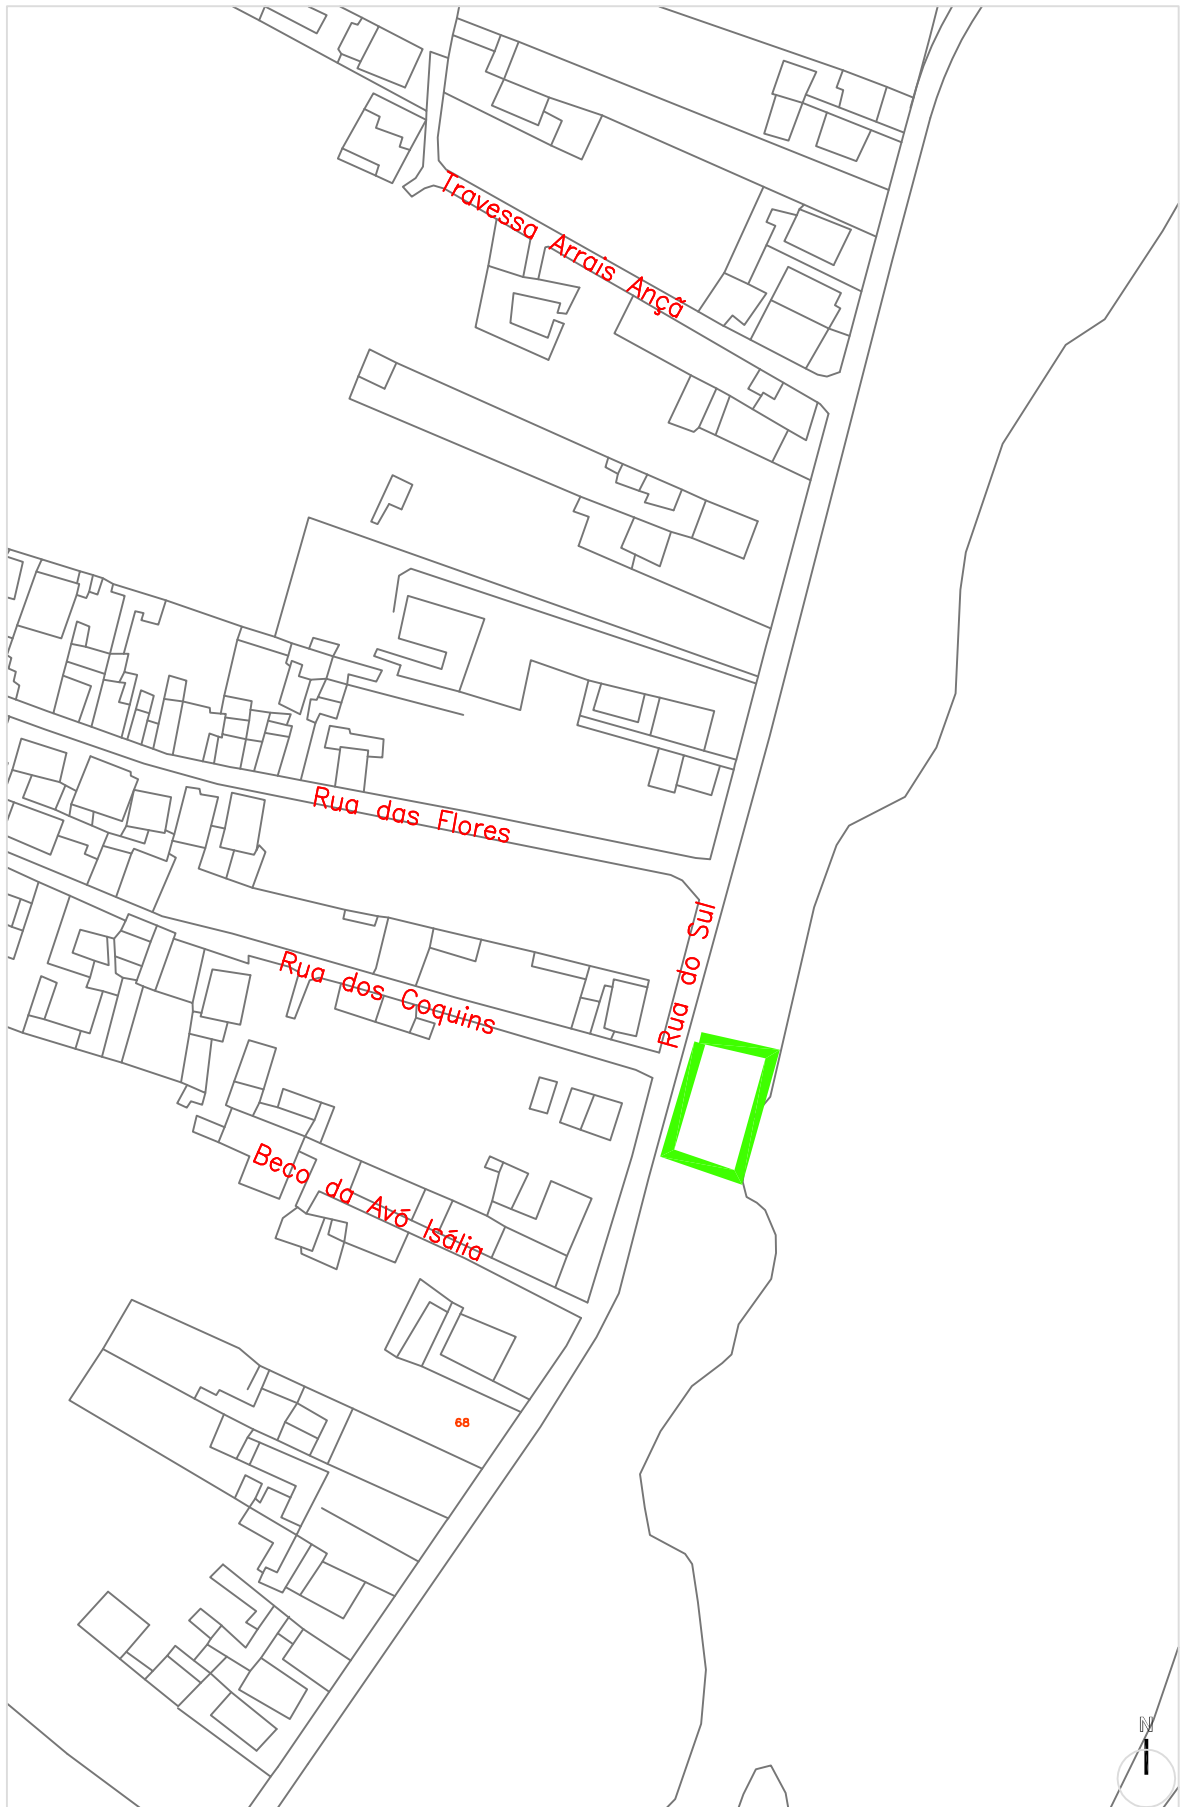 Travessa Arrais Ançã
Rua das Flores
Rua do Sul
Rua dos Coquins
Beco da Avó Isália
68
N